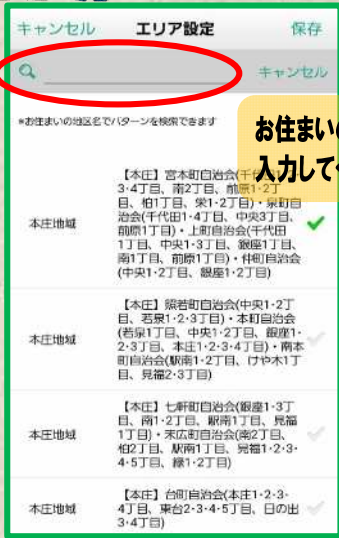 キャンセル エリア設定 保存
キャンセル
*お住まいの地区名でパターンを検索できます
お住まいの
入力して
本庄地域
【本庄】宮本町自治会(千代田
3・4丁目、南2丁目、前原1・2丁
目、柏1丁目、栄1・2丁目)・泉町自
治会(千代田1・4丁目、中央3丁目、
前原1丁目)・上町自治会(千代田
1丁目、中央1・3丁目、銀座1丁目、
南1丁目、前原1丁目)・仲町自治会
(中央1・2丁目、銀座1・2丁目)
本庄地域
【本庄】照若町自治会(中央1・2丁
目、若泉1・2・3丁目)・本町自治会
(若泉1丁目、中央1・2丁目、銀座1・
2・3丁目、本庄1・2・3・4丁目)・南本
町自治会(駅南1・2丁目、けや木1丁
目、見福2・3丁目)
本庄地域
【本庄】七軒町自治会(銀座1・3丁
目、南1・2丁目、駅南1丁目、見福
1丁目)・末広町自治会(南2丁目、
柏2丁目、駅南1丁目、見福1・2・3・
4・5丁目、緑1・2丁目)
本庄地域
【本庄】台町自治会(本庄1・2・3・
4丁目、東台2・3・4・5丁目、日の出
3・4丁目)